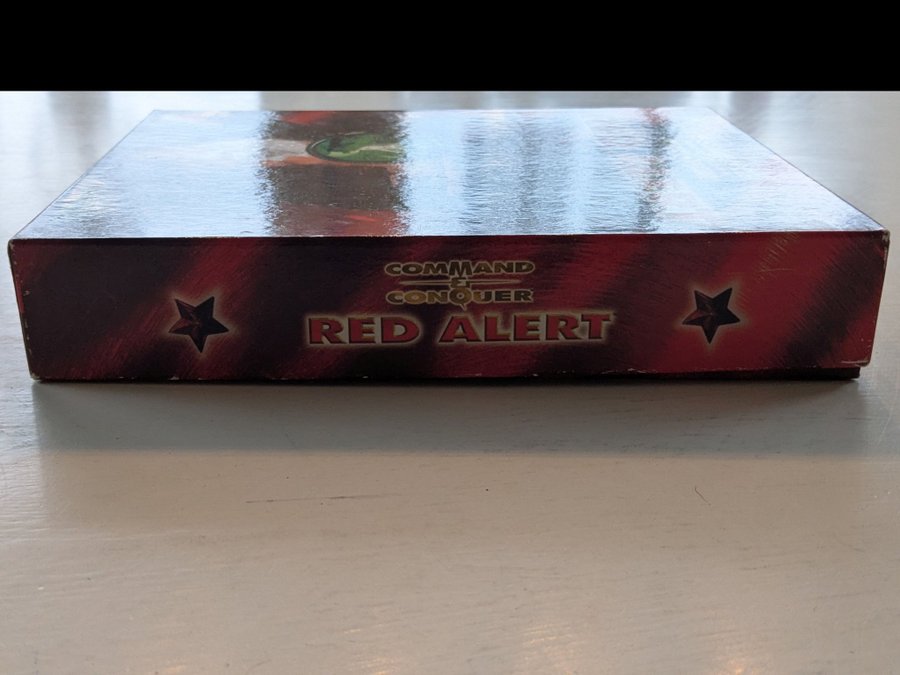 COMMAND
&
CONQUER
RED ALERT